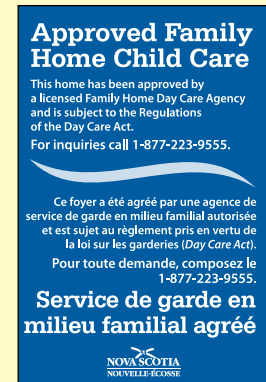 Approved Family
Home Child Care
This home has been approved by
a licensed Family Home Day Care Agency
and is subject to the Regulations
of the Day Care Act.
For inquiries call 1-877-223-9555.
Ce foyer a été agréé par une agence de
service de garde en milieu familial autorisée
et est sujet au règlement pris en vertu de
la loi sur les garderies (Day Care Act).
Pour toute demande, composez le
1-877-223-9555.
Service de garde en
milieu familial agréé
NOVA SCOTIA
NOUVELLE-ÉCOSSE